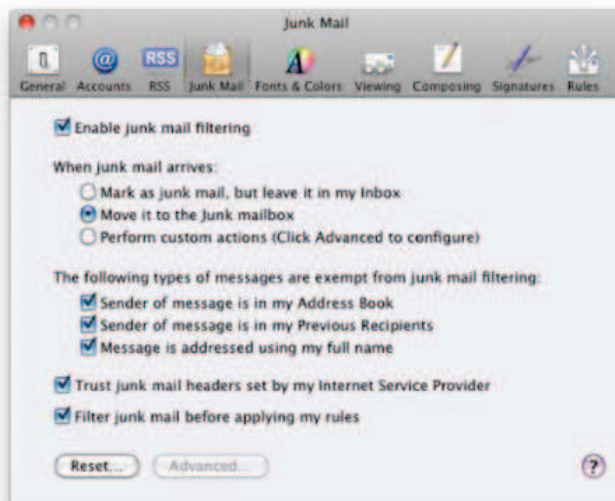 Junk Mail
RSS
General Accounts RSS Junk Mail Fonts & Colors Viewing Composing Signatures Rules
Enable junk mail filtering
When junk mail arrives:
Mark as junk mail, but leave it in my Inbox
Move it to the Junk mailbox
Perform custom actions (Click Advanced to configure)
The following types of messages are exempt from junk mail filtering:
Sender of message is in my Address Book
Sender of message is in my Previous Recipients
Message is addressed using my full name
Trust junk mail headers set by my Internet Service Provider
Filter junk mail before applying my rules
Reset... Advanced... ?